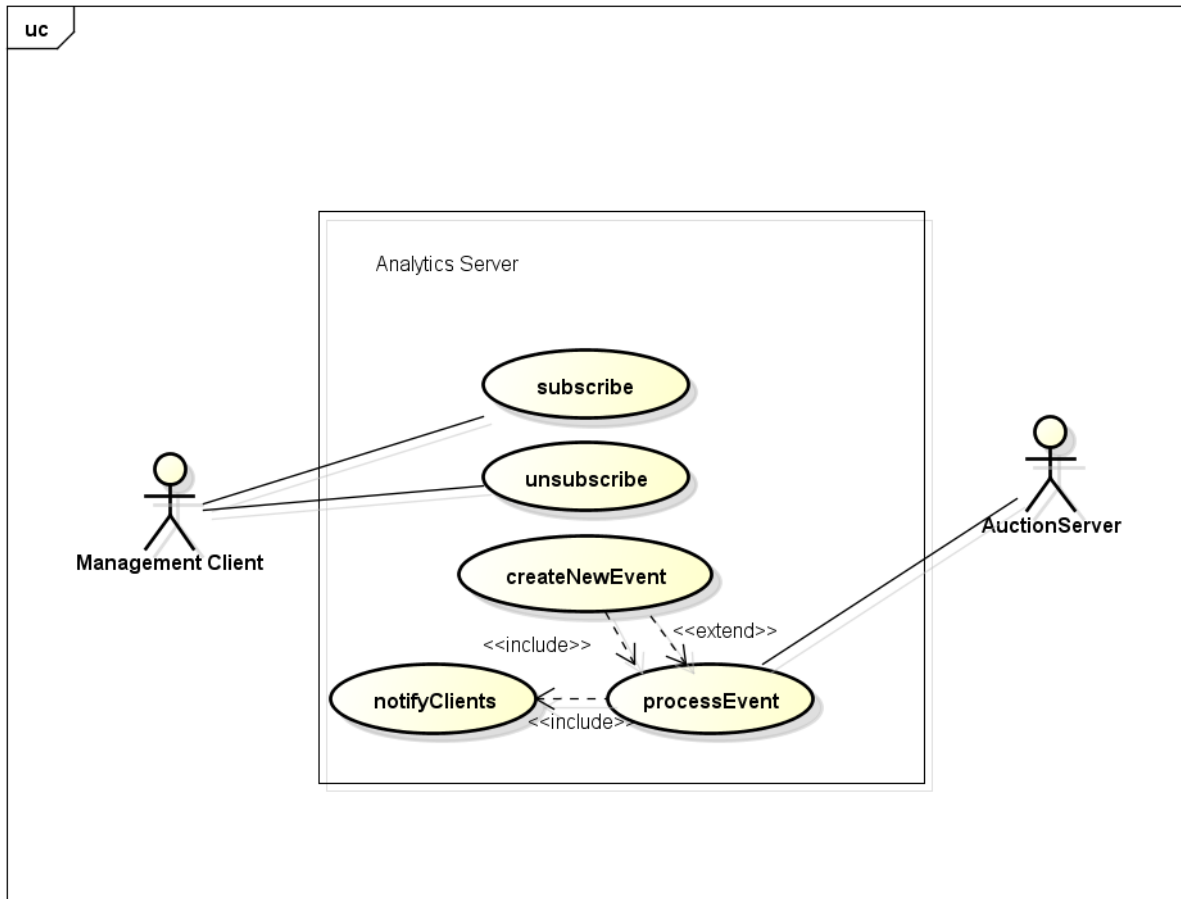 uc
Analytics Server
subscribe
unsubscribe
createNewEvent
Management Client
AuctionServer
<<include>>
<<extend>>
notifyClients
processEvent
<<include>>